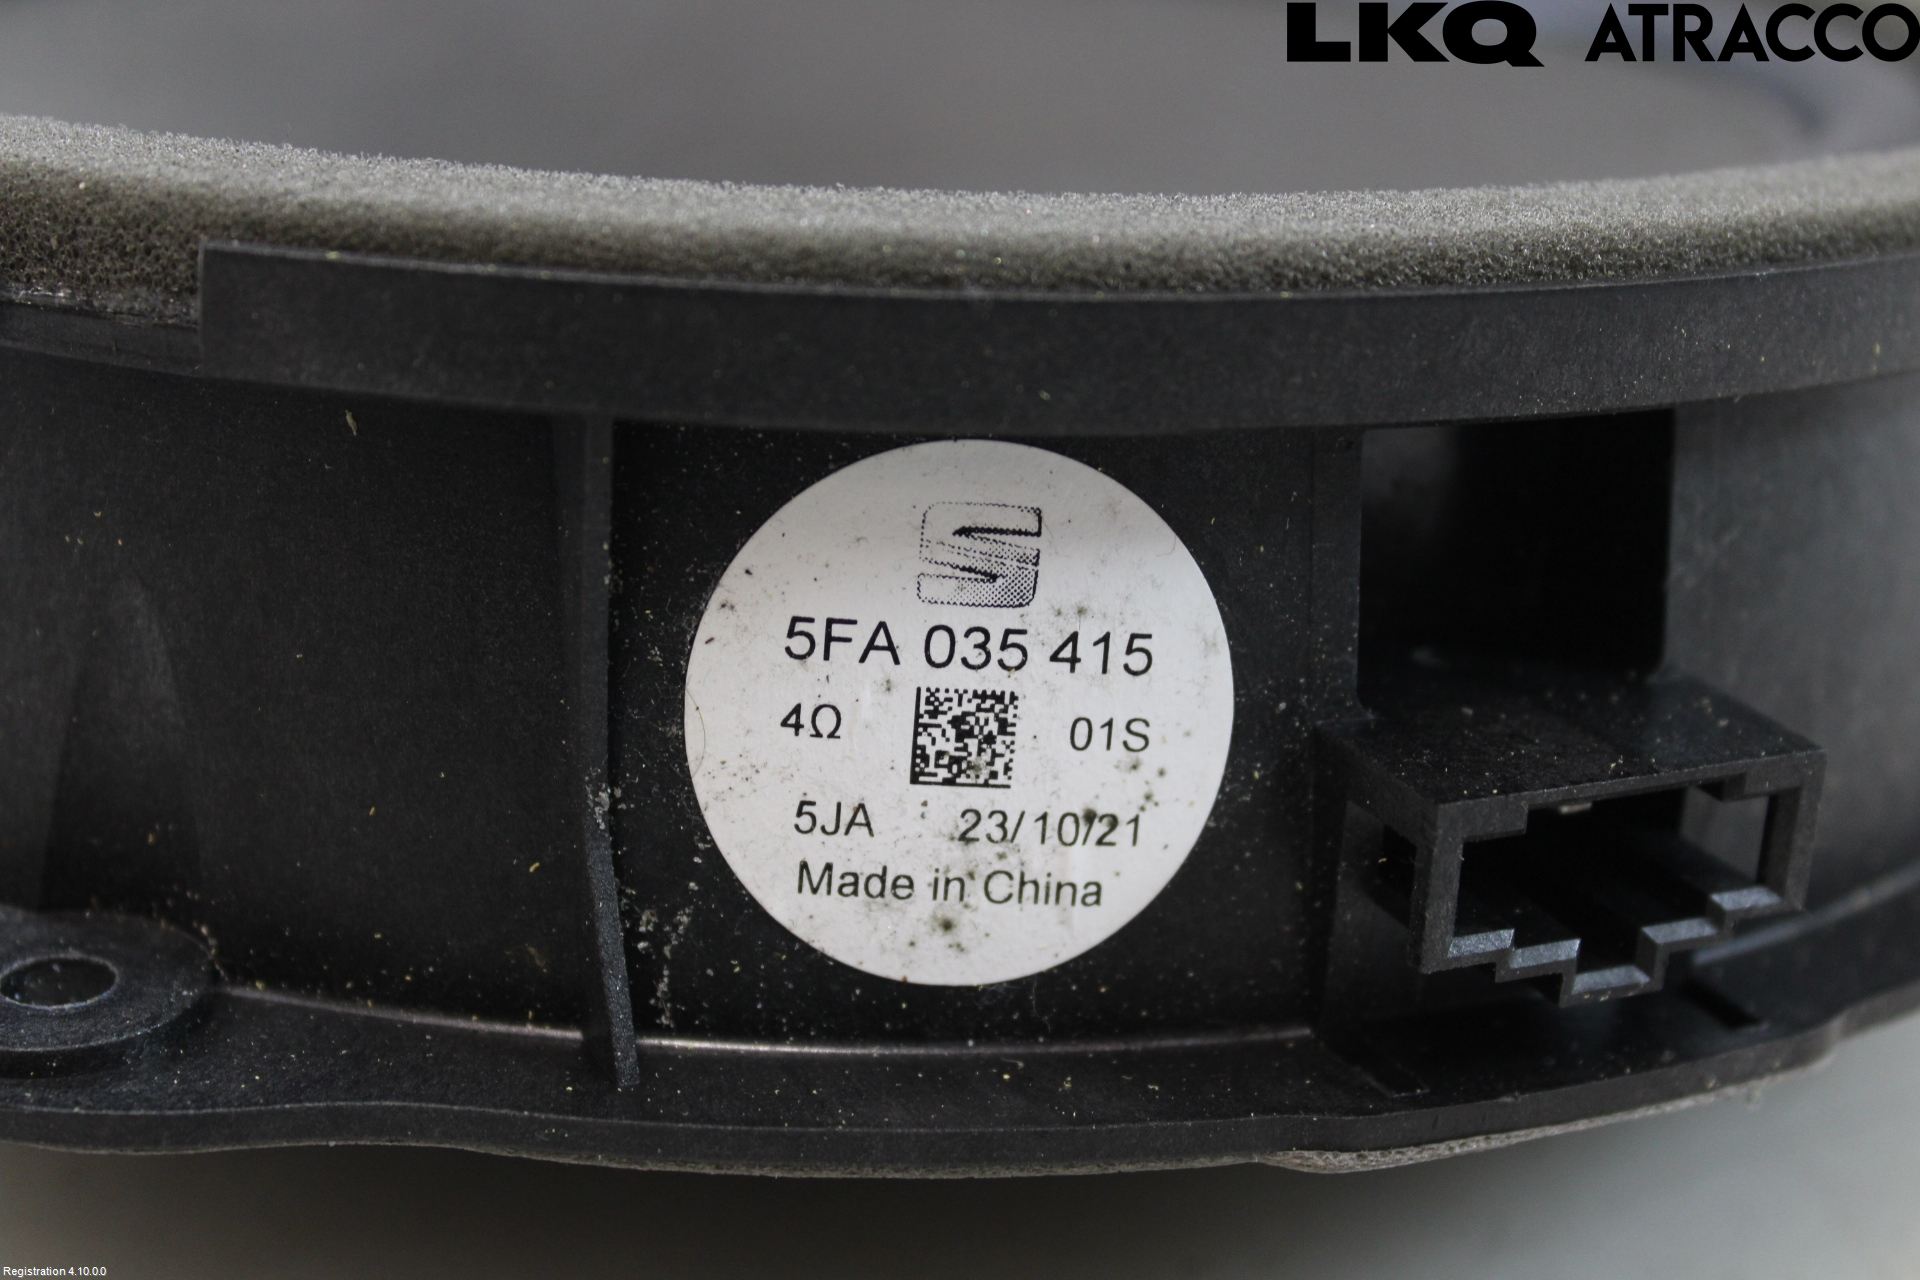 LKQ ATRACCO
5FA 035 415
4Ω 01S
5JA 23/10/21
Made in China
Registration 4.10.0.0